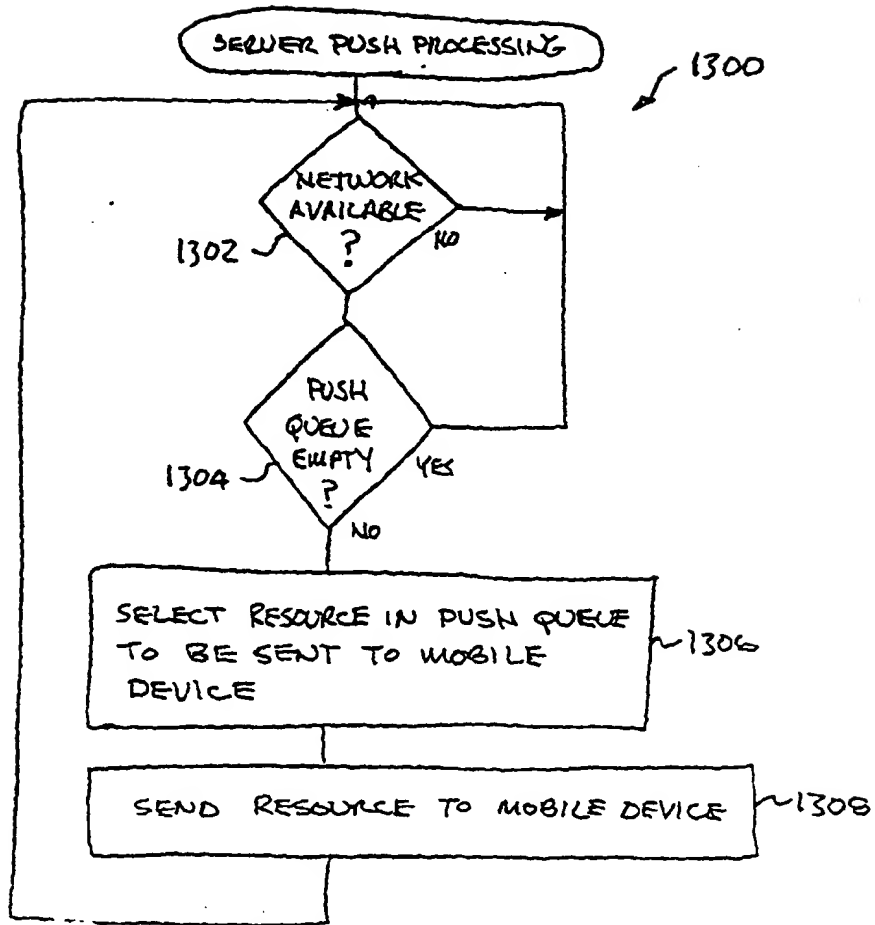 SERVER PUSH PROCESSING
1300
NETWORK
AVAILABLE
?
NO
1302
PUSH
QUEUE
EMPTY
?
YES
1304
NO
SELECT RESOURCE IN PUSH QUEUE
TO BE SENT TO MOBILE
DEVICE
1306
SEND RESOURCE TO MOBILE DEVICE
1308